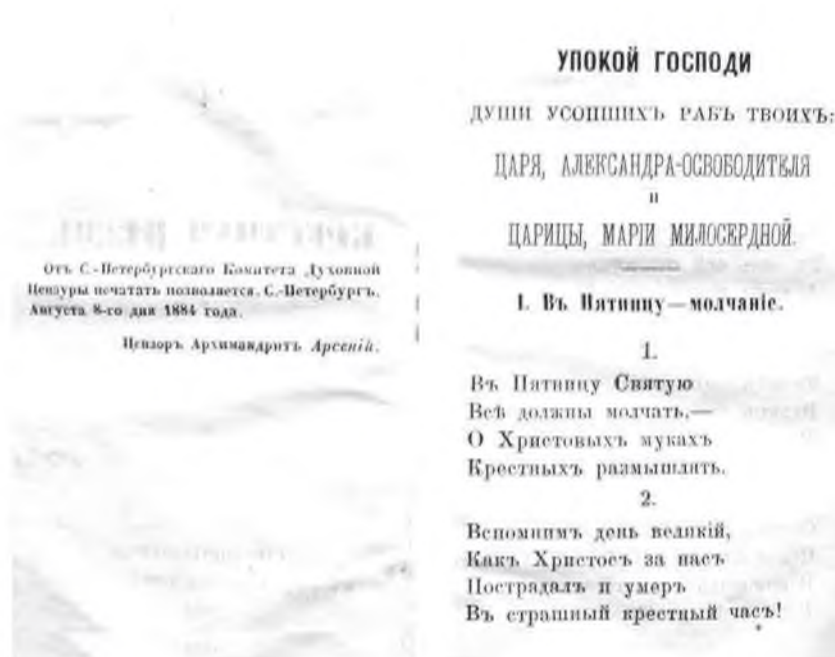 Отъ С.-Петербургскаго Комитета Духовной
Цензуры печатать позволяется. С.-Петербургъ.
Августа 8-го дня 1884 года.
Цензоръ Архимандритъ Арсеній.
УПОКОЙ ГОСПОДИ
ДУШИ УСОПШИХЪ РАБЪ ТВОИХЪ:
ЦАРЯ, АЛЕКСАНДРА-ОСВОБОДИТЕЛЯ
и
ЦАРИЦЫ, МАРІИ МИЛОСЕРДНОЙ.
I. Въ Пятницу — молчаніе.
1.
Въ Пятницу Святую
Всѣ должны молчать,—
О Христовыхъ мукахъ
Крестныхъ размышлять.
2.
Вспомнимъ день великій,
Какъ Христосъ за насъ
Пострадалъ и умеръ
Въ страшный крестный часъ!